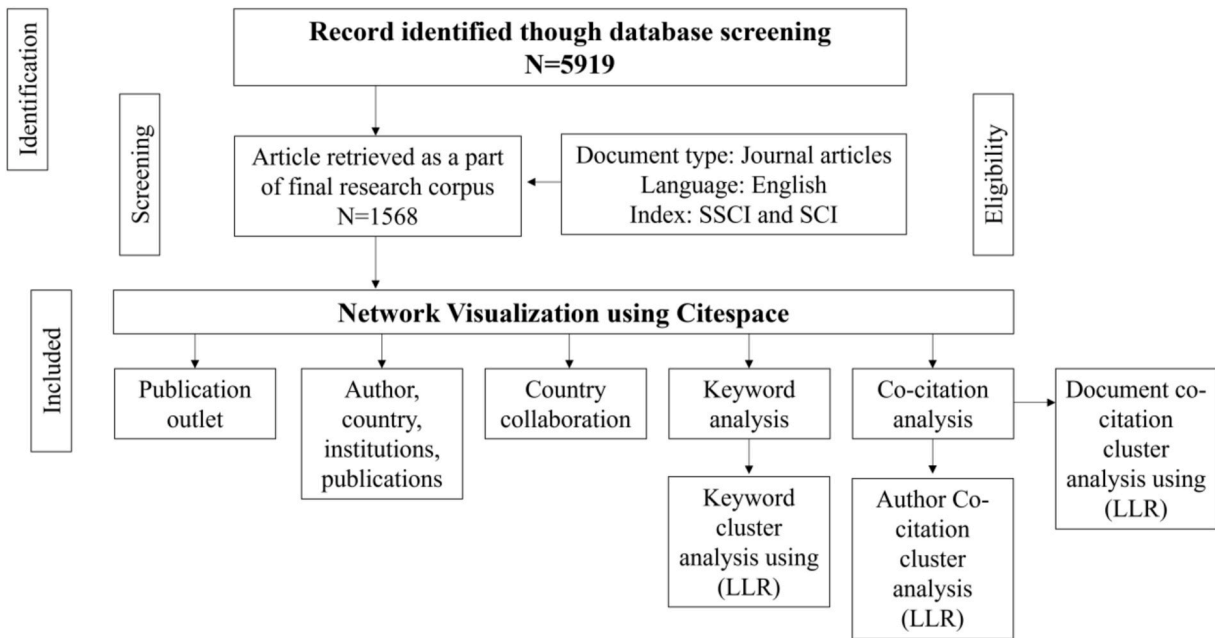 Identification
Record identified though database screening
N=5919
Screening
Article retrieved as a part
of final research corpus
N=1568
Document type: Journal articles
Language: English
Index: SSCI and SCI
Eligibility
Included
Network Visualization using Citespace
Publication
outlet
Author,
country,
institutions,
publications
Country
collaboration
Keyword
analysis
Co-citation
analysis
Document co-
citation
cluster
analysis using
(LLR)
Keyword
cluster
analysis using
(LLR)
Author Co-
citation
cluster
analysis
(LLR)